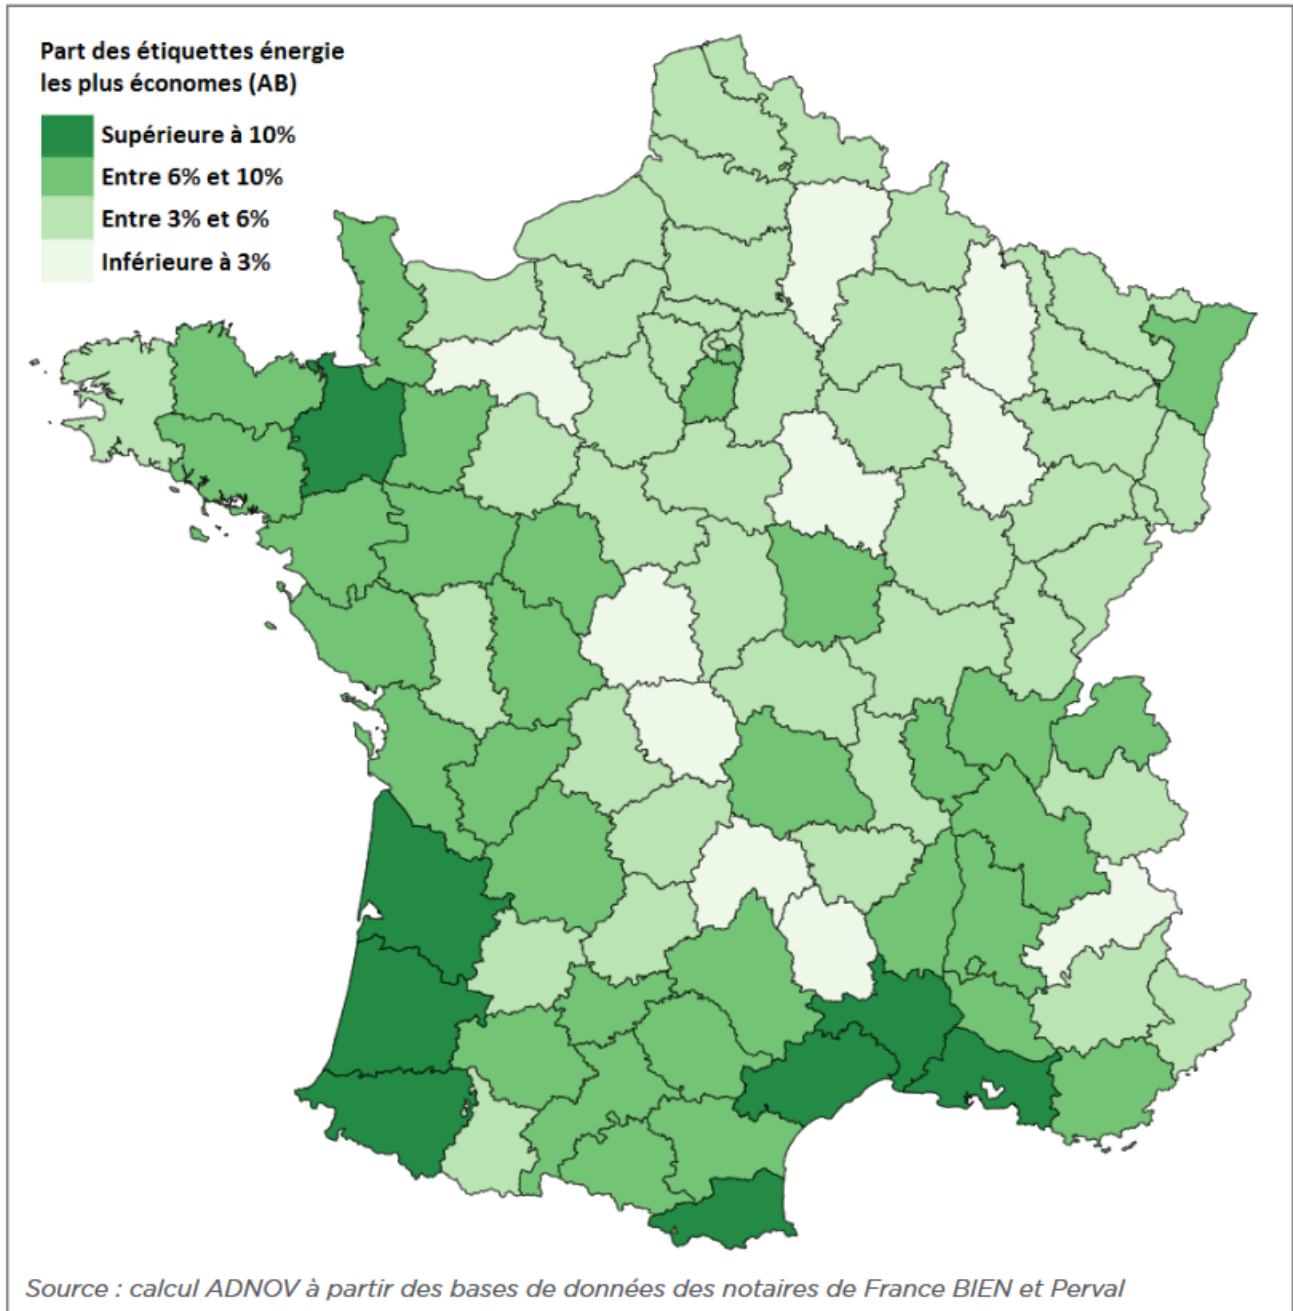 Part des étiquettes énergie
les plus économes (AB)
Supérieure à 10%
Entre 6% et 10%
Entre 3% et 6%
Inférieure à 3%
Source : calcul ADNOV à partir des bases de données des notaires de France BIEN et Perval